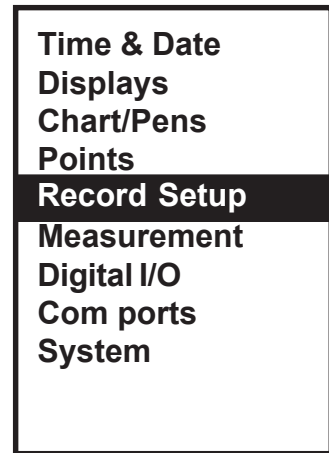 Time & Date
Displays
Chart/Pens
Points
Record Setup
Measurement
Digital I/O
Com ports
System